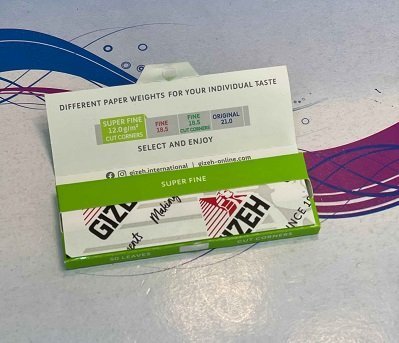 DIFFERENT PAPER WEIGHTS FOR YOUR INDIVIDUAL TASTE
SUPER FINE
12.0g/m²
CUT CORNERS
FINE
18.5
FINE
18.5
CUT CORNERS
ORIGINAL
21.0
SELECT AND ENJOY
gizeh.international | gizeh-online.com
SUPER FINE
GIZEH
Making
GIZEH
50 LEAVES
CUT CORNERS